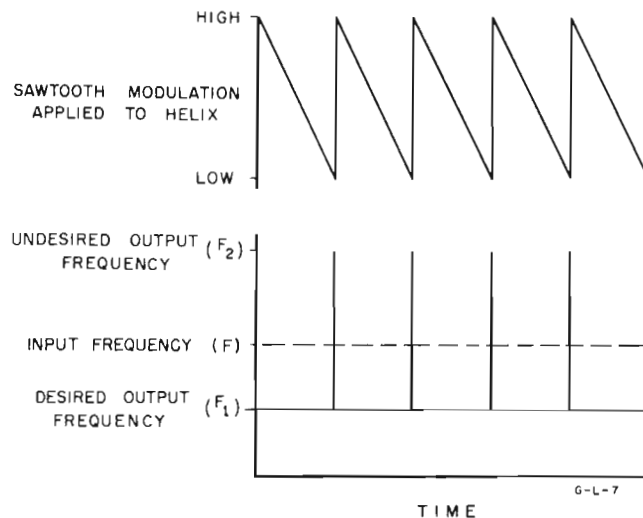 HIGH
SAWTOOTH MODULATION
APPLIED TO HELIX
LOW
UNDESIRED OUTPUT (F2)
FREQUENCY
INPUT FREQUENCY (F)
DESIRED OUTPUT (F1)
FREQUENCY
G-L-7
TIME